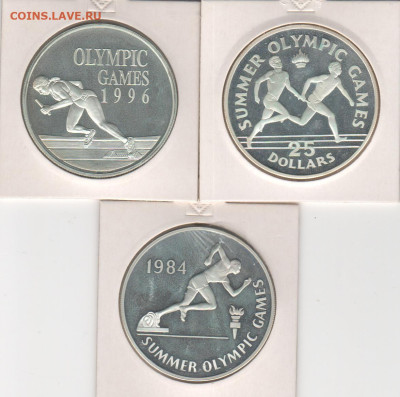 COINS.LAVE.RU
OLYMPIC
GAMES
1996
SUMMER OLYMPIC GAMES
25
DOLLARS
1984
SUMMER OLYMPIC GAMES